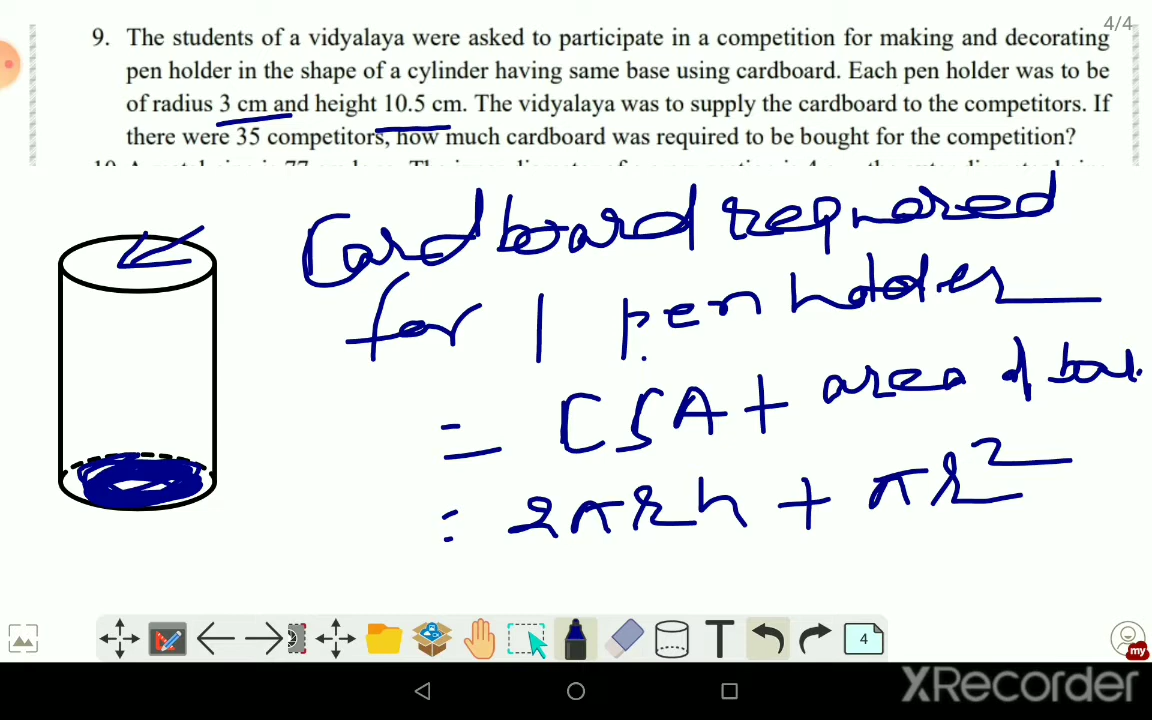 4/4
9. The students of a vidyalaya were asked to participate in a competition for making and decorating
pen holder in the shape of a cylinder having same base using cardboard. Each pen holder was to be
of radius 3 cm and height 10.5 cm. The vidyalaya was to supply the cardboard to the competitors. If
there were 35 competitors, how much cardboard was required to be bought for the competition?
Cardboard required
for 1 pen holder
= CSA + area of
= 2πrh + πr²
T
4
my
XRecorder